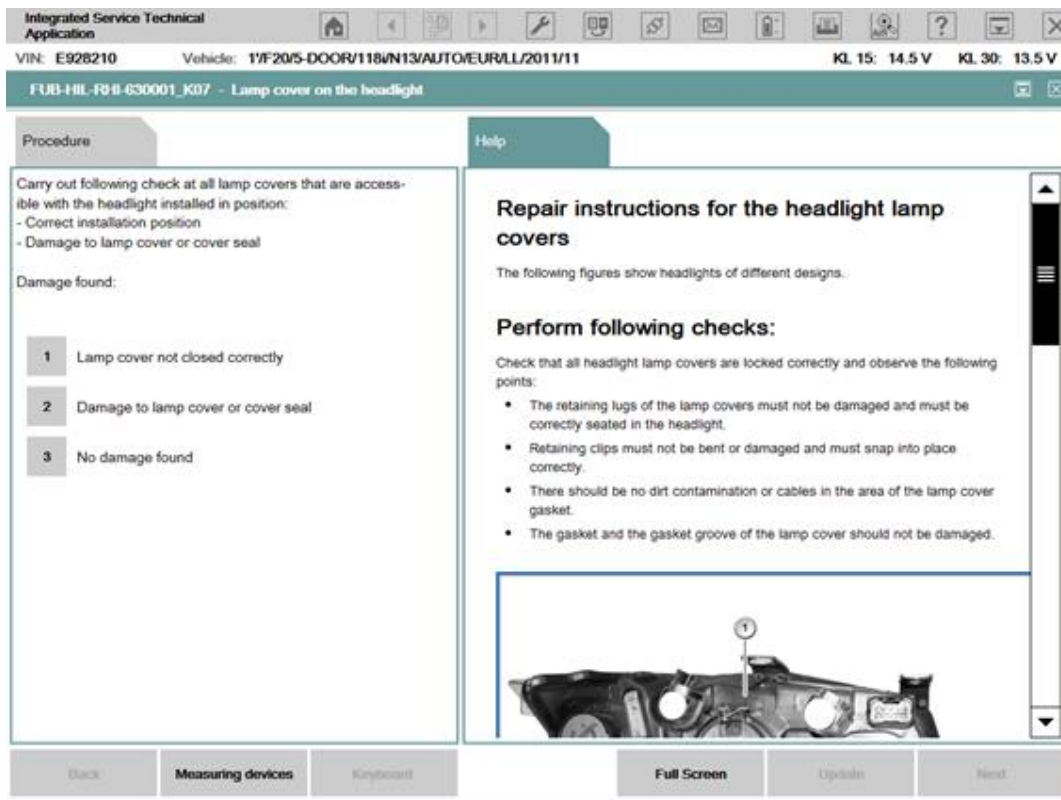 Integrated Service Technical
Application
VIN: E928210 Vehicle: 1'/F20/5-DOOR/118i/N13/AUTO/EUR/LL/2011/11 KL 15: 14.5 V KL 30: 13.5 V
FUB-HIL-RHI-630001_K07 - Lamp cover on the headlight
Procedure
Carry out following check at all lamp covers that are access-
ible with the headlight installed in position:
- Correct installation position
- Damage to lamp cover or cover seal
Damage found:
1 Lamp cover not closed correctly
2 Damage to lamp cover or cover seal
3 No damage found
Help
Repair instructions for the headlight lamp
covers
The following figures show headlights of different designs.
Perform following checks:
Check that all headlight lamp covers are locked correctly and observe the following
points:
• The retaining lugs of the lamp covers must not be damaged and must be
correctly seated in the headlight.
• Retaining clips must not be bent or damaged and must snap into place
correctly.
• There should be no dirt contamination or cables in the area of the lamp cover
gasket.
• The gasket and the gasket groove of the lamp cover should not be damaged.
1
Back Measuring devices Keyboard Full Screen Update Next